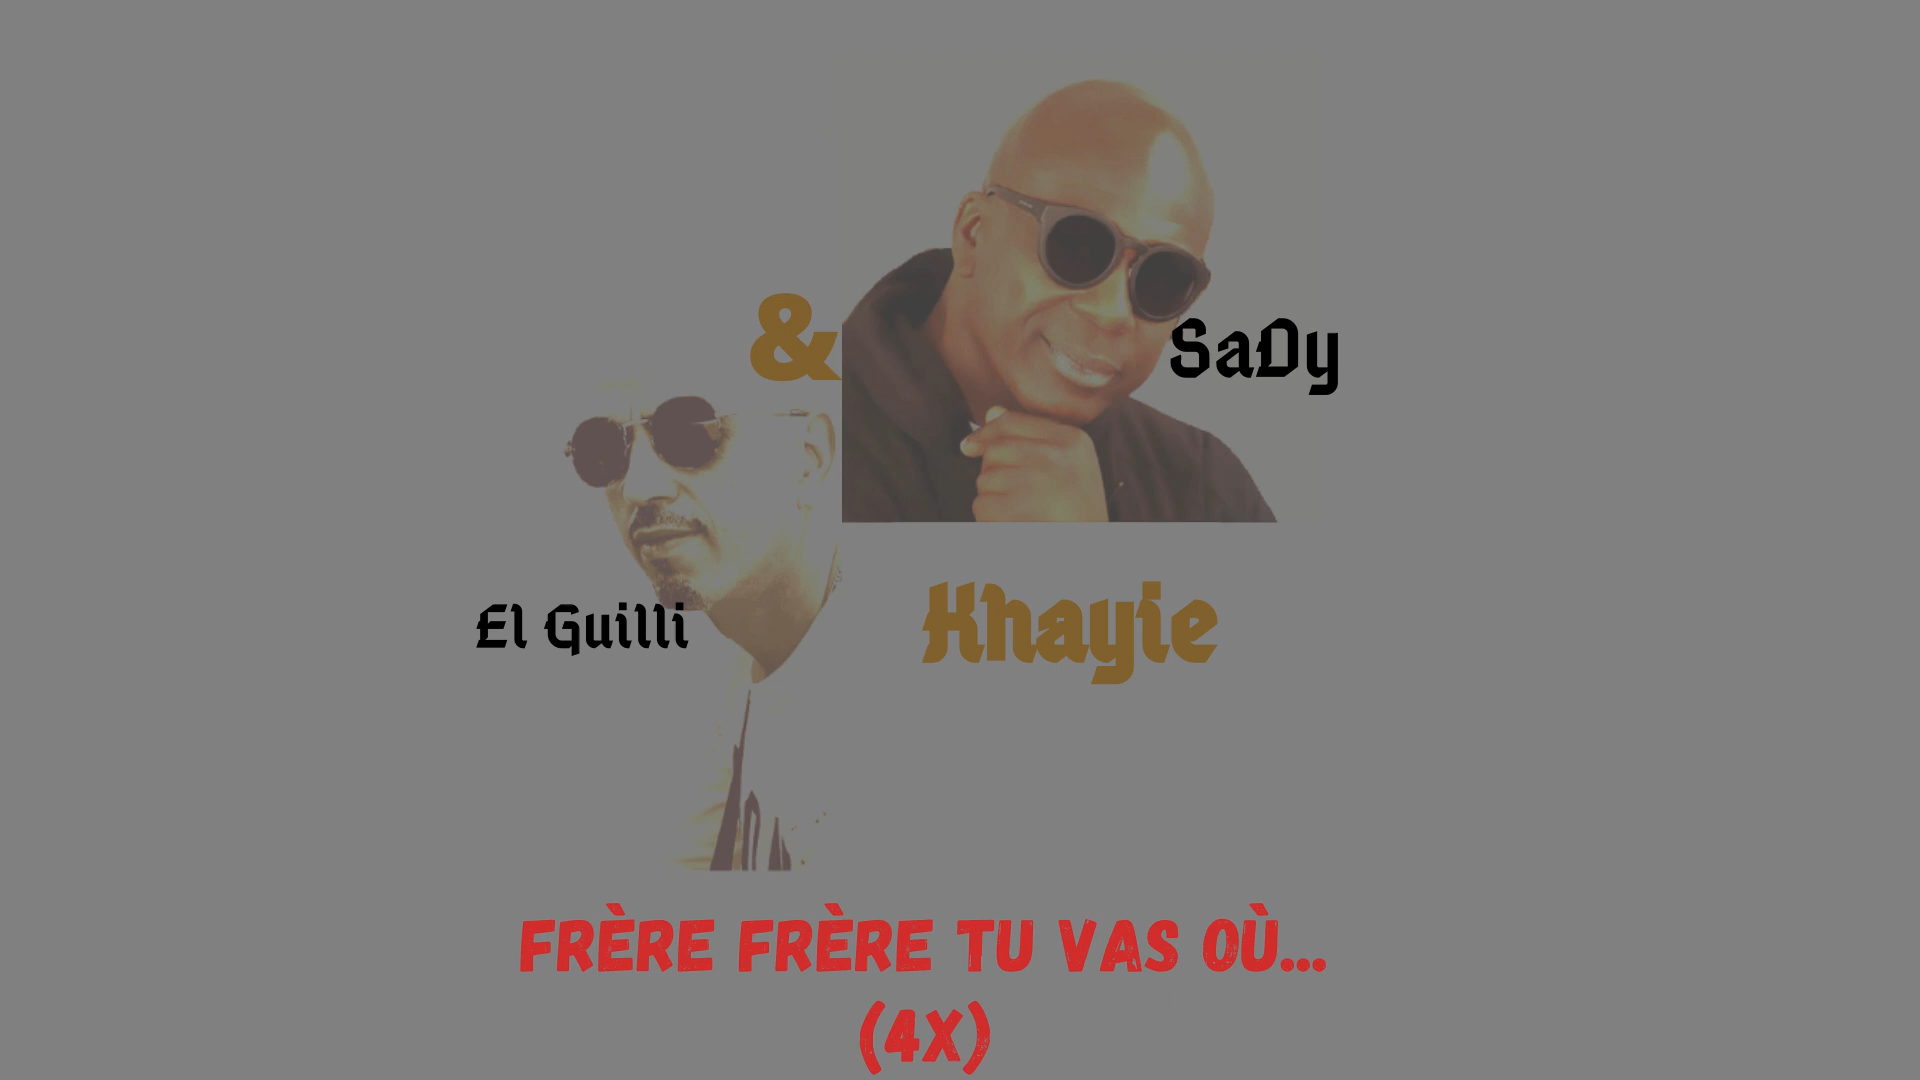 &
SaDy
El Guilli
Khayie
FRÈRE FRÈRE TU VAS OÙ...
(4X)